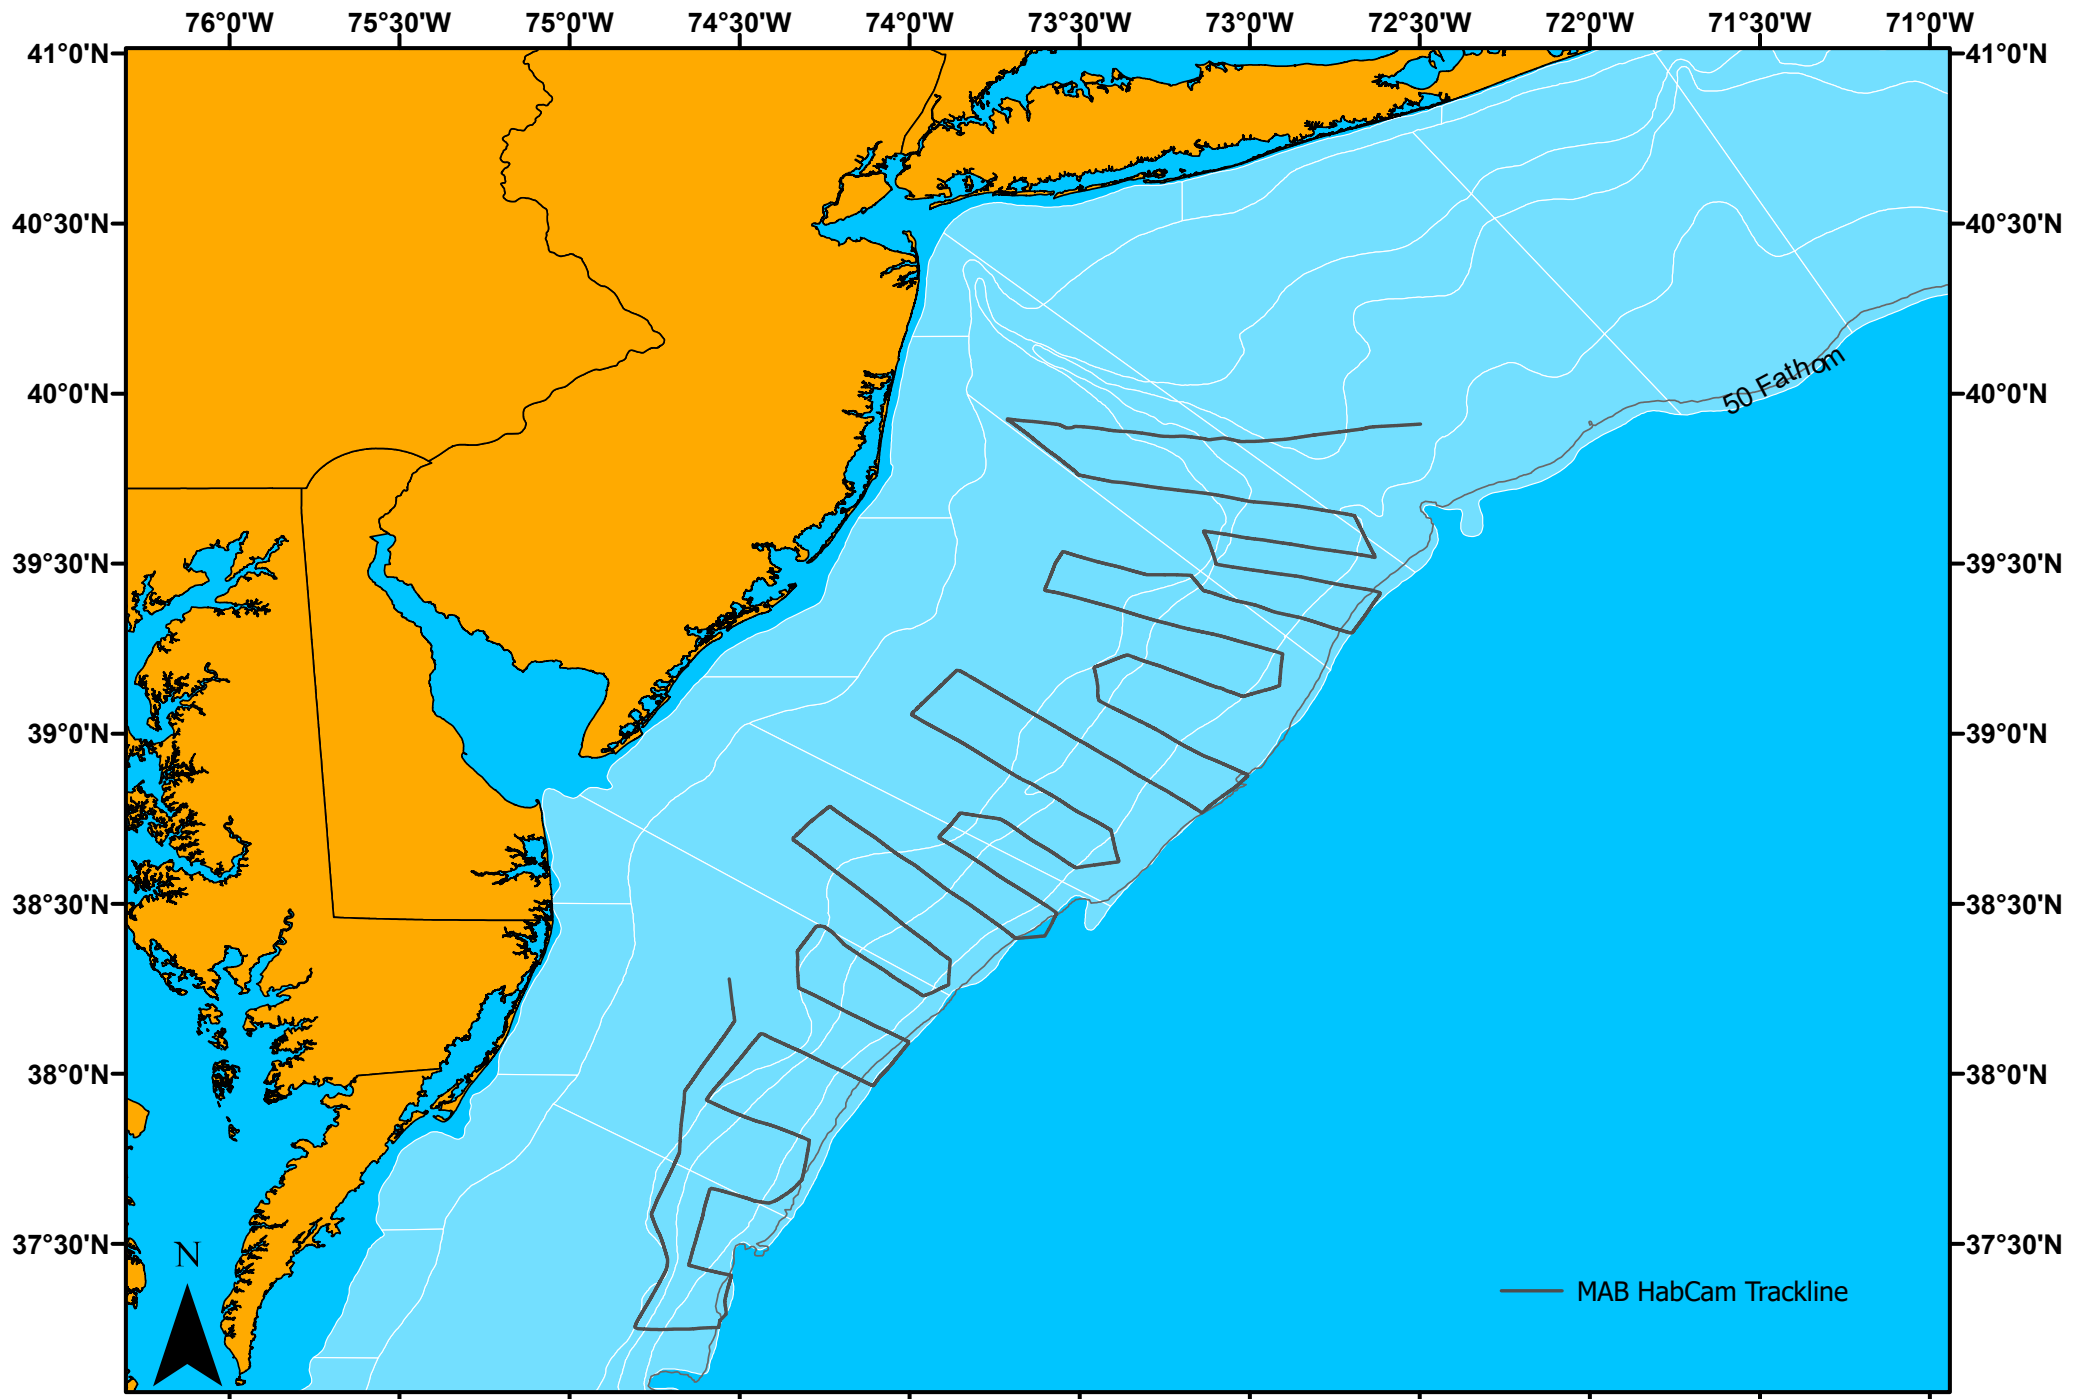 76°0'W 75°30'W 75°0'W 74°30'W 74°0'W 73°30'W 73°0'W 72°30'W 72°0'W 71°30'W 71°0'W
41°0'N 41°0'N
40°30'N 40°30'N
40°0'N 40°0'N
50 Fathom
39°30'N 39°30'N
39°0'N 39°0'N
38°30'N 38°30'N
38°0'N 38°0'N
37°30'N 37°30'N
N
MAB HabCam Trackline